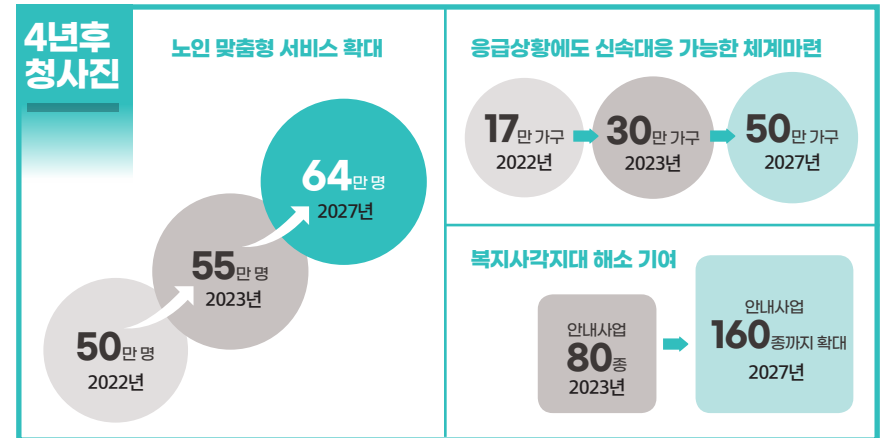 4년후
청사진
노인 맞춤형 서비스 확대
50만 명
2022년
55만 명
2023년
64만 명
2027년
응급상황에도 신속대응 가능한 체계마련
17만 가구
2022년
30만 가구
2023년
50만 가구
2027년
복지사각지대 해소 기여
안내사업
80종
2023년
안내사업
160종까지 확대
2027년